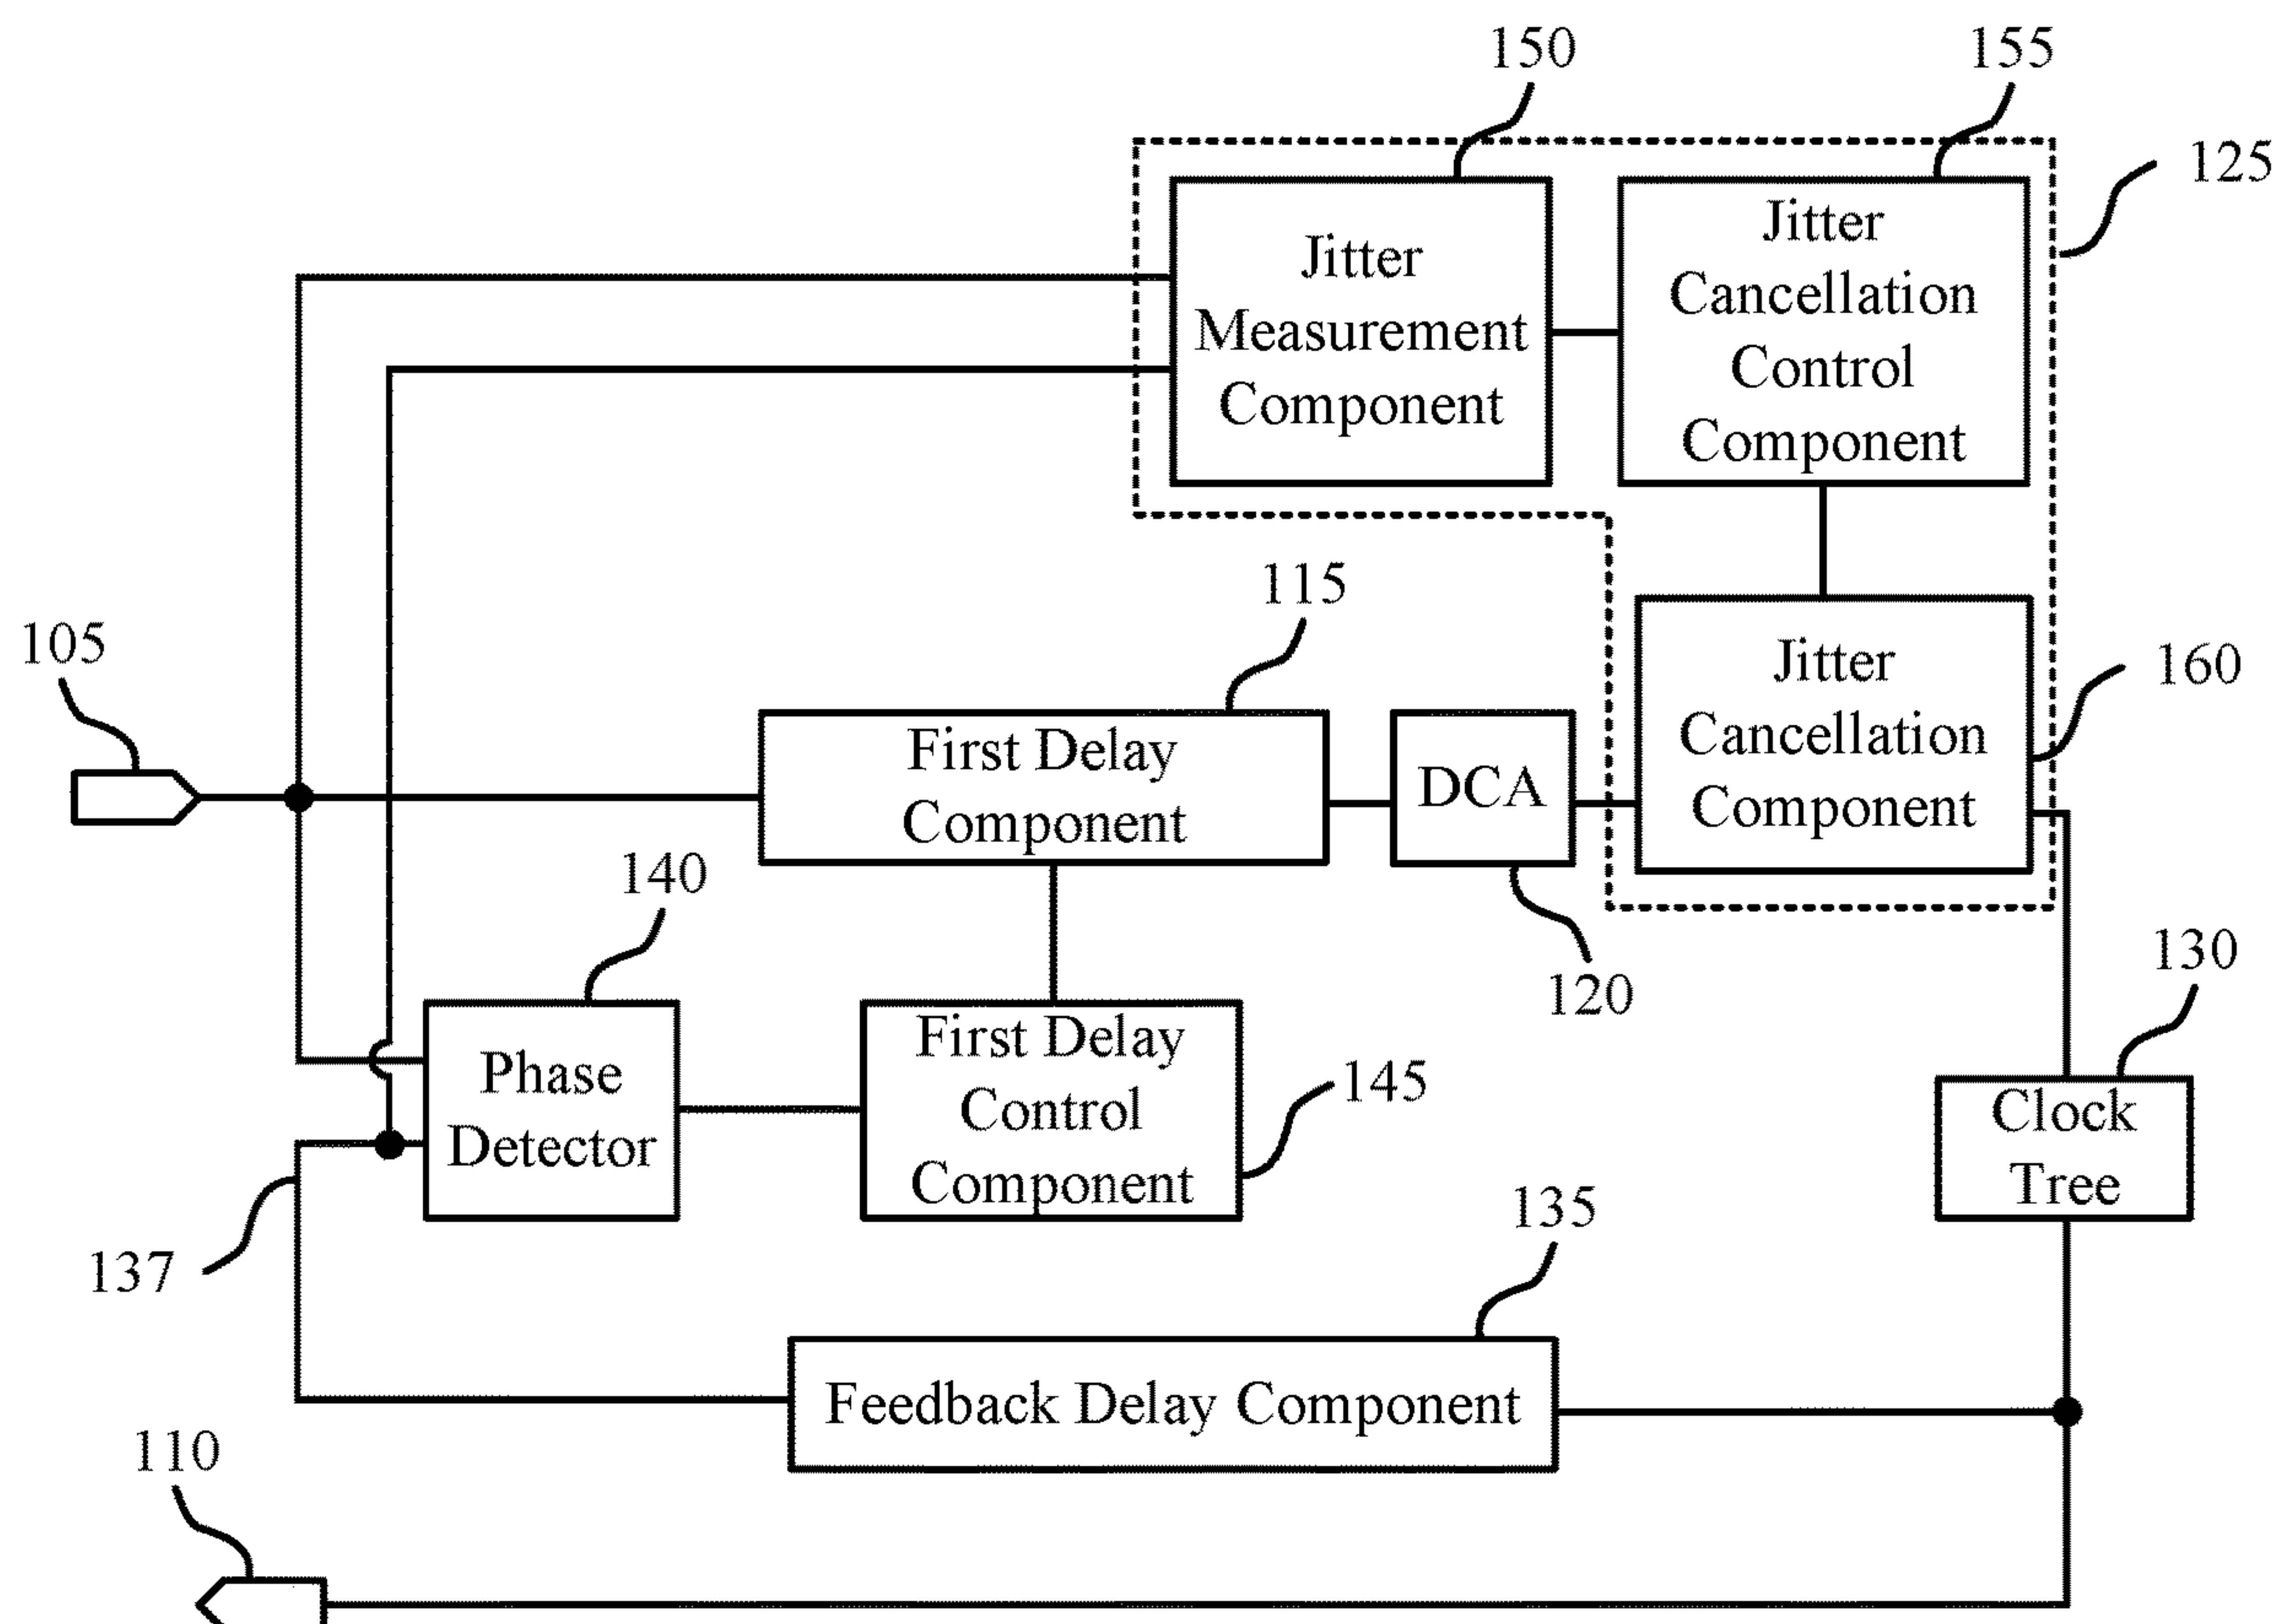 150
155
125
Jitter
Measurement
Component
Jitter
Cancellation
Control
Component
115
105
160
Jitter
Cancellation
Component
First Delay
Component
DCA
140
120
130
Phase
Detector
First Delay
Control
Component
145
Clock
Tree
137
135
Feedback Delay Component
110